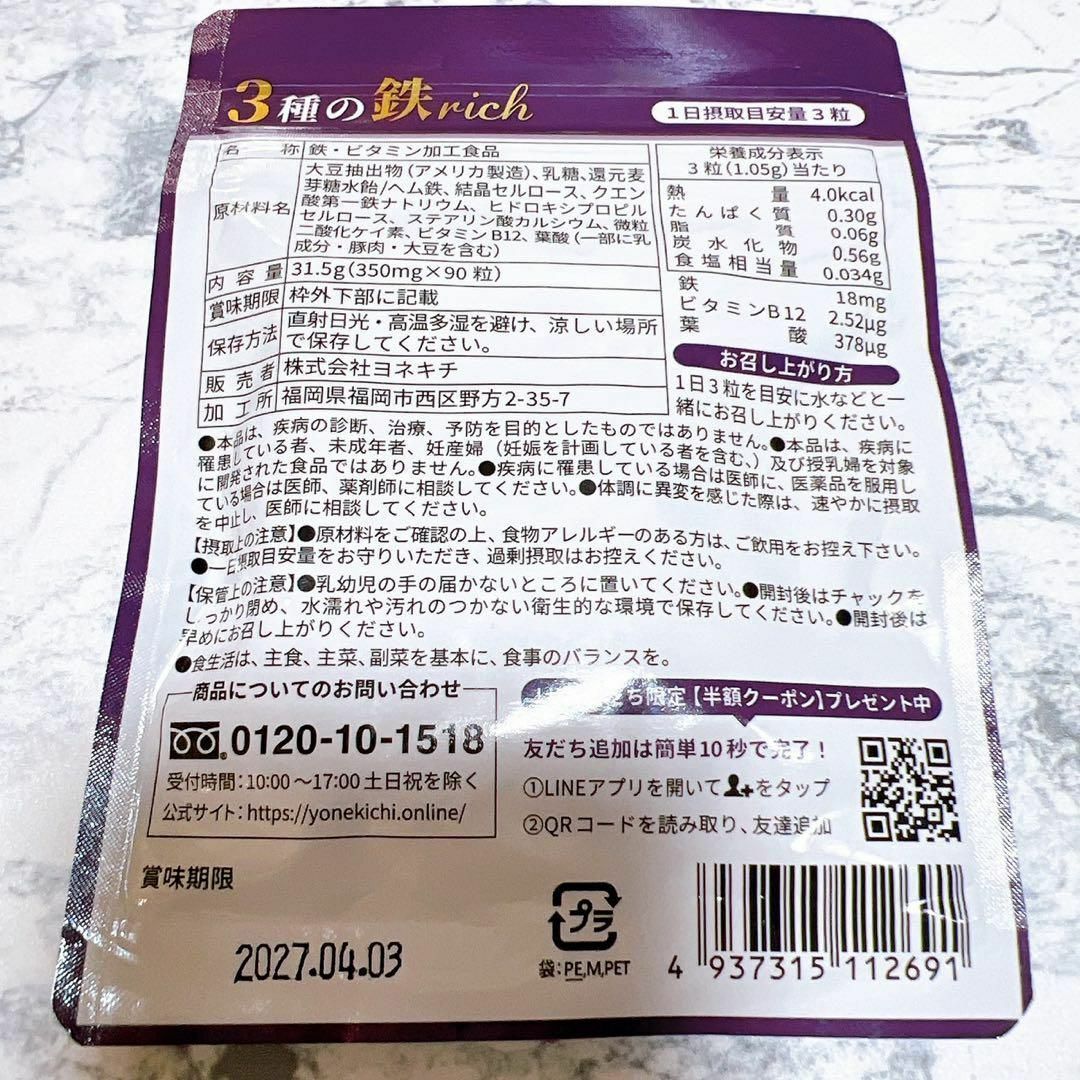 3種の鉄rich
1日摂取目安量3粒
名称 鉄・ビタミン加工食品
原材料名 大豆抽出物(アメリカ製造)、乳糖、還元麦
芽糖水飴/ヘム鉄、結晶セルロース、クエン
酸第一鉄ナトリウム、ヒドロキシプロピル
セルロース、ステアリン酸カルシウム、微粒
二酸化ケイ素、ビタミンB12、葉酸(一部に乳
成分・豚肉・大豆を含む)
内容量 31.5g(350mg×90粒)
賞味期限 枠外下部に記載
保存方法 直射日光・高温多湿を避け、涼しい場所
で保存してください。
販売者 株式会社ヨネキチ
加工所 福岡県福岡市西区野方2-35-7
栄養成分表示
3粒(1.05g)当たり
熱量 4.0kcal
たんぱく質 0.30g
脂質 0.06g
炭水化物 0.56g
食塩相当量 0.034g
鉄 18mg
ビタミンB12 2.52μg
葉酸 378μg
お召し上がり方
1日3粒を目安に水などと一
緒にお召し上がりください。
●本品は、疾病の診断、治療、予防を目的としたものではありません。●本品は、疾病に
罹患している者、未成年者、妊産婦(妊娠を計画している者を含む。)及び授乳婦を対象
に開発された食品ではありません。●疾病に罹患している場合は医師に、医薬品を服用し
ている場合は医師、薬剤師に相談してください。●体調に異変を感じた際は、速やかに摂取
を中止し、医師に相談してください。
【摂取上の注意】●原材料をご確認の上、食物アレルギーのある方は、ご飲用をお控え下さい。
●一日摂取目安量をお守りいただき、過剰摂取はお控えください。
【保管上の注意】●乳幼児の手の届かないところに置いてください。●開封後はチャックを
しっかり閉め、水濡れや汚れのつかない衛生的な環境で保存してください。●開封後は
早めにお召し上がりください。
●食生活は、主食、主菜、副菜を基本に、食事のバランスを。
商品についてのお問い合わせ
0120-10-1518
受付時間:10:00~17:00 土日祝を除く
公式サイト:https://yonekichi.online/
ち限定【半額クーポン】プレゼント中
友だち追加は簡単10秒で完了!
①LINEアプリを開いて+をタップ
②QRコードを読み取り、友達追加
賞味期限
2027.04.03
プラ
袋:PE,M,PET
4 937315 112691